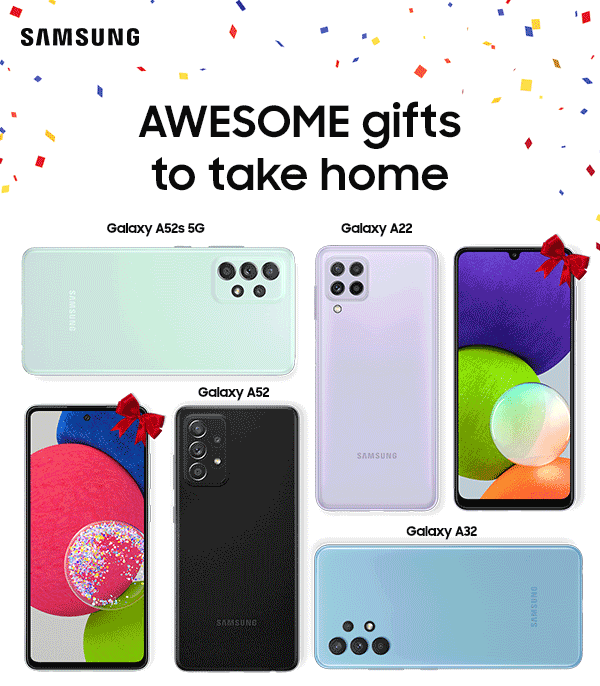 SAMSUNG
AWESOME gifts
to take home
Galaxy A52s 5G
Galaxy A22
SAMSUNG
Galaxy A52
SAMSUNG
Galaxy A32
SAMSUNG
SAMSUNG